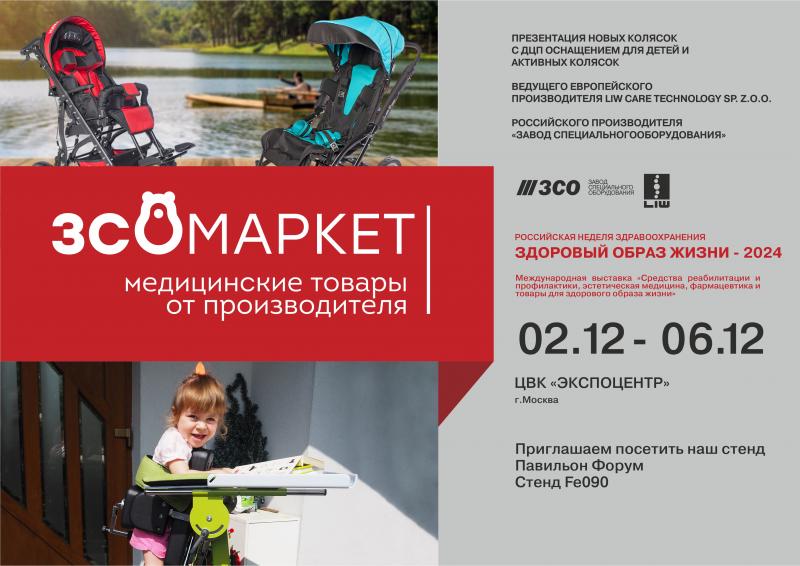 ЗСОМАРКЕТ
медицинские товары
от производителя
ПРЕЗЕНТАЦИЯ НОВЫХ КОЛЯСОК
С ДЦП ОСНАЩЕНИЕМ ДЛЯ ДЕТЕЙ И
АКТИВНЫХ КОЛЯСОК
ВЕДУЩЕГО ЕВРОПЕЙСКОГО
ПРОИЗВОДИТЕЛЯ LIW CARE TECHNOLOGY SP. Z.O.O.
РОССИЙСКОГО ПРОИЗВОДИТЕЛЯ
«ЗАВОД СПЕЦИАЛЬНОГООБОРУДОВАНИЯ»
ЗСО
ЗАВОД
СПЕЦИАЛЬНОГО
ОБОРУДОВАНИЯ
LIW
РОССИЙСКАЯ НЕДЕЛЯ ЗДРАВООХРАНЕНИЯ
ЗДОРОВЫЙ ОБРАЗ ЖИЗНИ - 2024
Международная выставка «Средства реабилитации и
профилактики, эстетическая медицина, фармацевтика и
товары для здорового образа жизни»
02.12 - 06.12
ЦВК «ЭКСПОЦЕНТР»
г.Москва
Приглашаем посетить наш стенд
Павильон Форум
Стенд Fe090